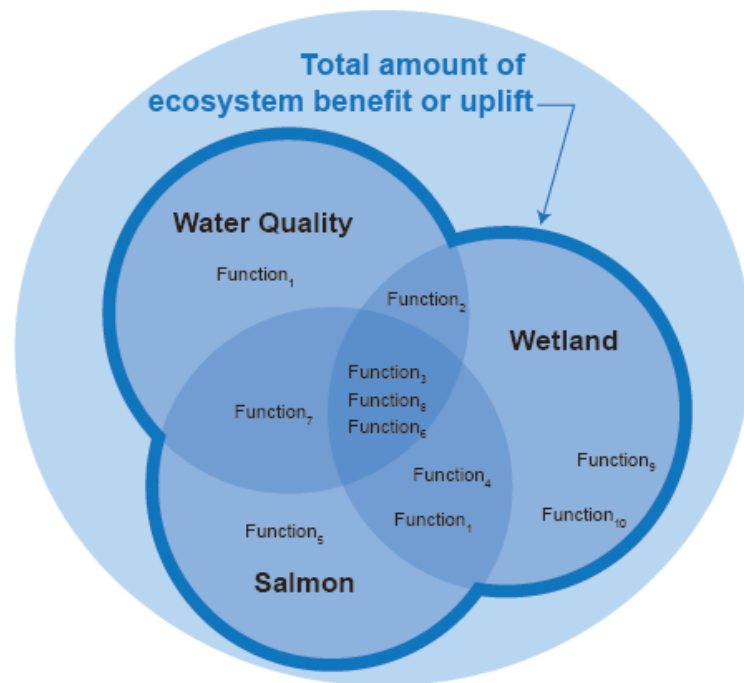 Total amount of
ecosystem benefit or uplift
Water Quality
Function₁
Function₂
Wetland
Function₃
Function₈
Function₆
Function₇
Function₄
Function₉
Function₁
Function₁₀
Function₅
Salmon